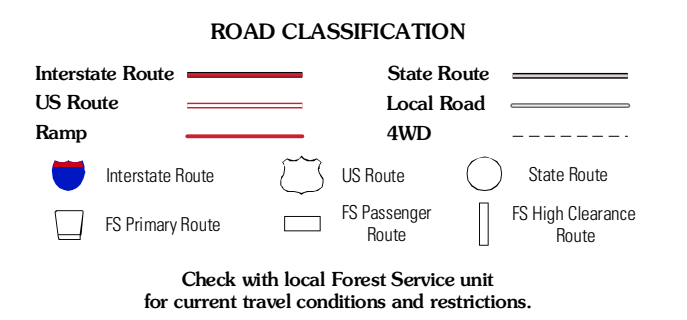 ROAD CLASSIFICATION
Interstate Route
State Route
US Route
Local Road
Ramp
4WD
Interstate Route
US Route
State Route
FS Primary Route
FS Passenger
Route
FS High Clearance
Route
Check with local Forest Service unit
for current travel conditions and restrictions.